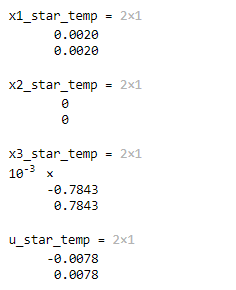 x1_star_temp = 2×1
0.0020
0.0020
x2_star_temp = 2×1
0
0
x3_star_temp = 2×1
10⁻³ ×
-0.7843
0.7843
u_star_temp = 2×1
-0.0078
0.0078